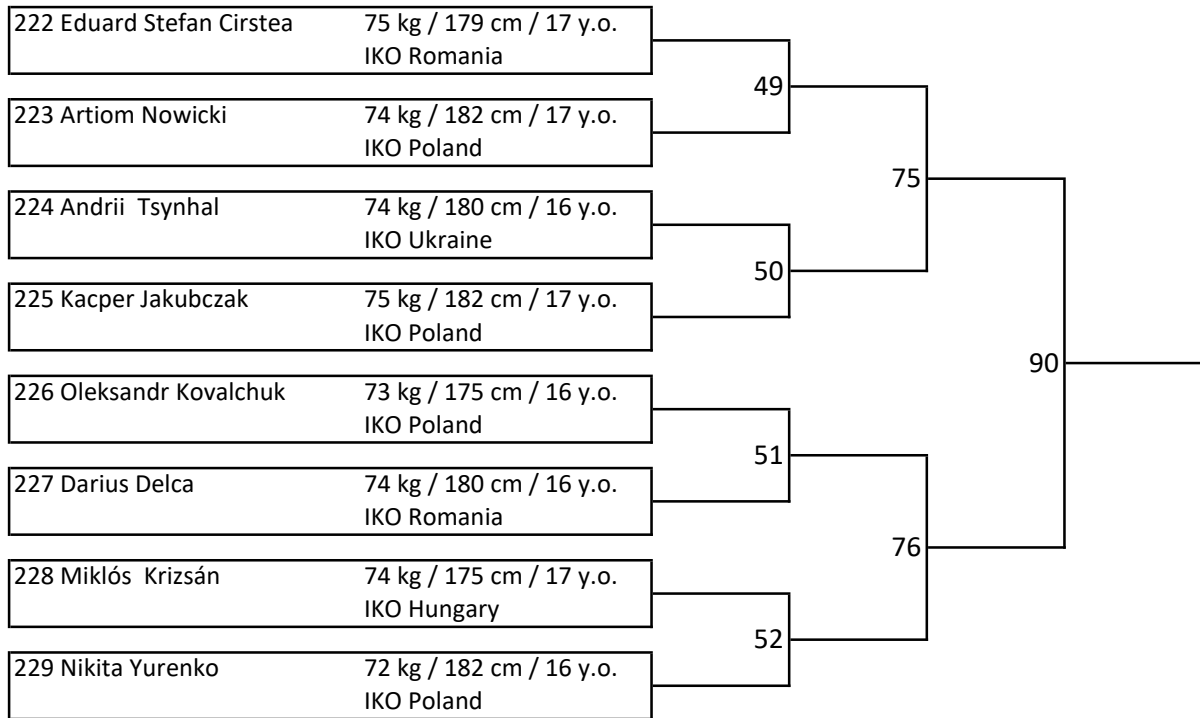 222 Eduard Stefan Cirstea 75 kg / 179 cm / 17 y.o.
IKO Romania
49
223 Artiom Nowicki 74 kg / 182 cm / 17 y.o.
IKO Poland
75
224 Andrii  Tsynhal 74 kg / 180 cm / 16 y.o.
IKO Ukraine
50
225 Kacper Jakubczak 75 kg / 182 cm / 17 y.o.
IKO Poland
90
226 Oleksandr Kovalchuk 73 kg / 175 cm / 16 y.o.
IKO Poland
51
227 Darius Delca 74 kg / 180 cm / 16 y.o.
IKO Romania
76
228 Miklós  Krizsán 74 kg / 175 cm / 17 y.o.
IKO Hungary
52
229 Nikita Yurenko 72 kg / 182 cm / 16 y.o.
IKO Poland